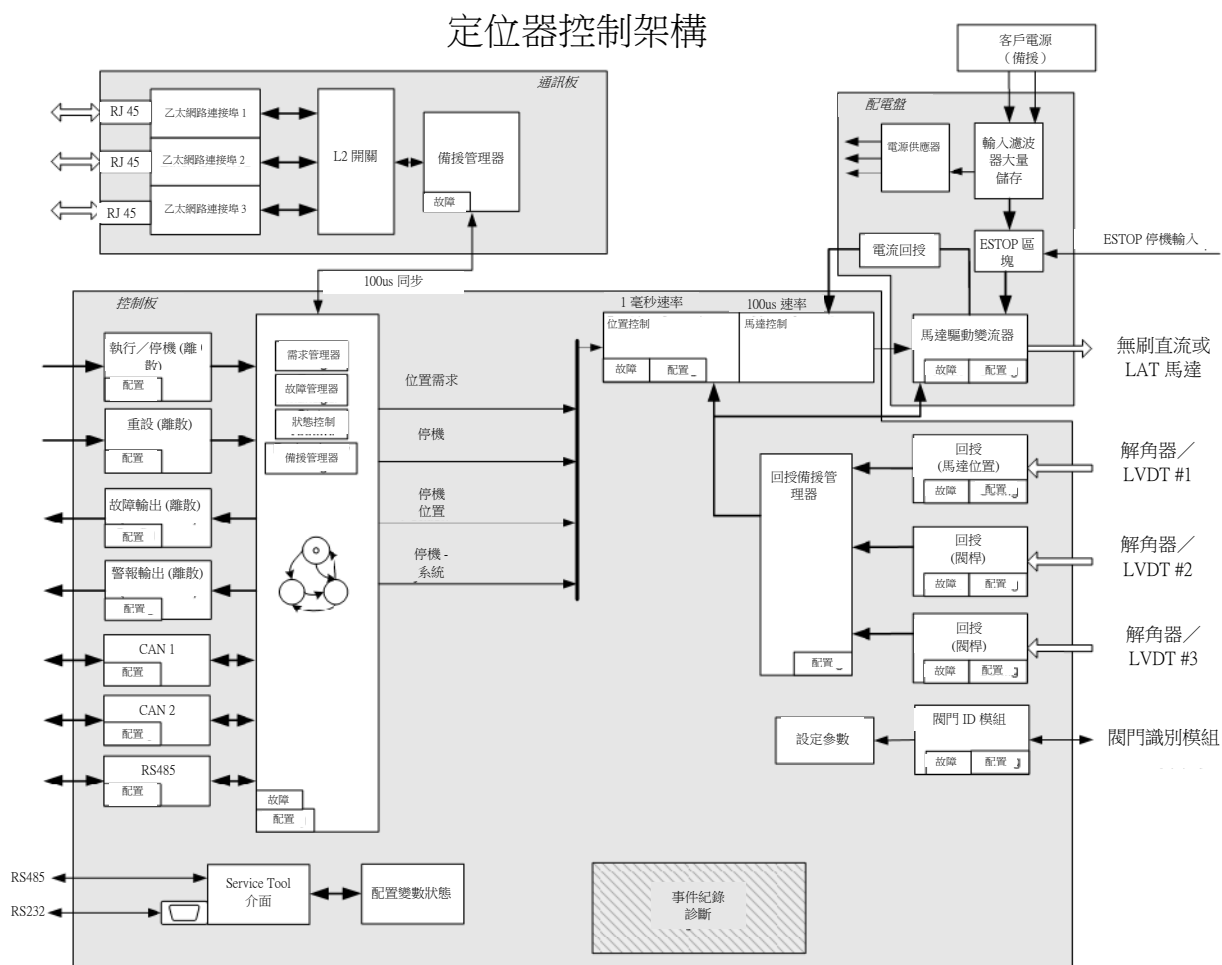 定位器控制架構
客戶電源
（備援）
通訊板
RJ 45
乙太網路連接埠 1
RJ 45
乙太網路連接埠 2
RJ 45
乙太網路連接埠 3
L2 開關
備援管理器
故障
100us 同步
配電盤
電源供應器
輸入濾波
器大量
儲存
ESTOP 區
塊
ESTOP 停機輸入
電流回授
馬達驅動變流器
故障
配置
無刷直流或
LAT 馬達
控制板
執行／停機 (離
散)
配置
重設 (離散)
配置
故障輸出 (離散)
配置
警報輸出 (離散)
配置
CAN 1
配置
CAN 2
配置
RS485
配置
需求管理器
故障管理器
狀態控制
備援管理器
故障
配置
位置需求
停機
停機
位置
停機 -
系統
1 毫秒速率
100us 速率
位置控制
故障
配置
馬達控制
回授備援管
理器
配置
回授
(馬達位置)
故障
配置
解角器／
LVDT #1
回授
(閥桿)
故障
配置
解角器／
LVDT #2
回授
(閥桿)
故障
配置
解角器／
LVDT #3
設定參數
閥門 ID 模組
故障
配置
閥門識別模組
RS485
RS232
Service Tool
介面
配置變數狀態
事件紀錄
診斷